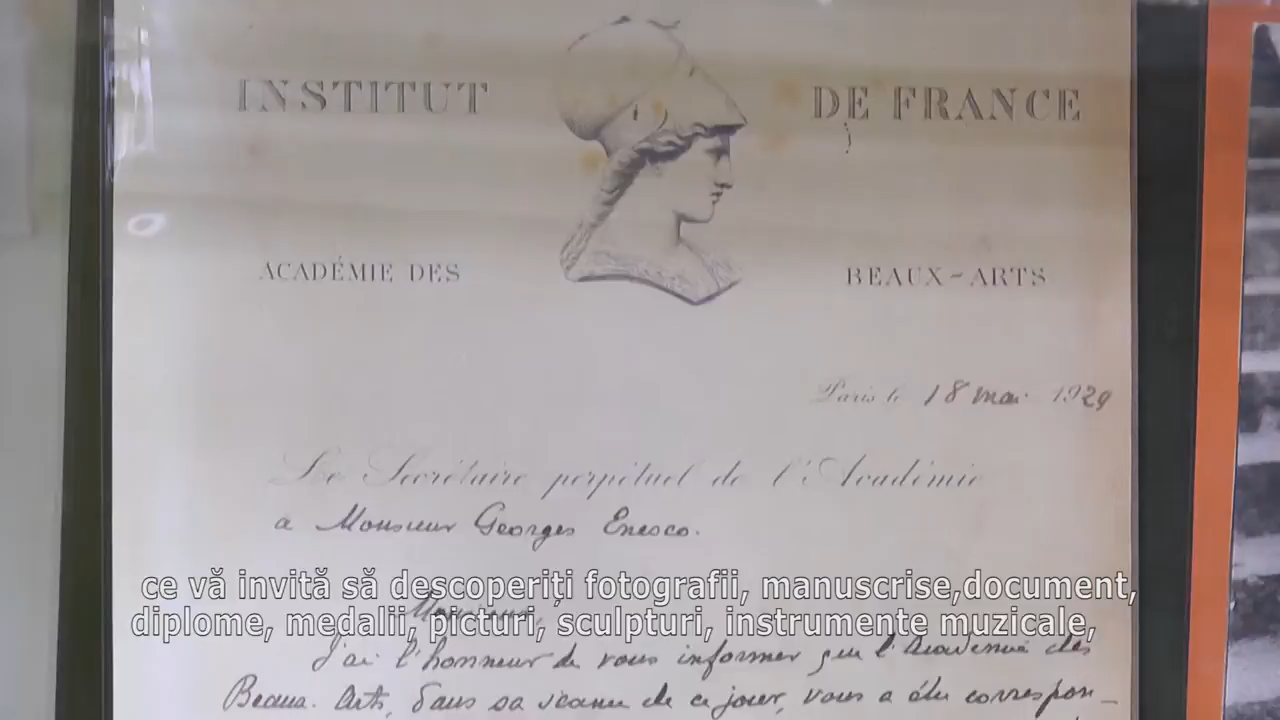 INSTITUT DE FRANCE
ACADÉMIE DES BEAUX-ARTS
Paris le 18 mai 1929
Le Secrétaire perpétuel de l'Académie
à Monsieur Georges Enesco.
ce vă invită să descoperiți fotografii, manuscrise,document,
Monsieur,
diplome, medalii, picturi, sculpturi, instrumente muzicale,
J'ai l'honneur de vous informer que l'Académie des
Beaux-Arts, dans sa séance de ce jour, vous a élu correspon-